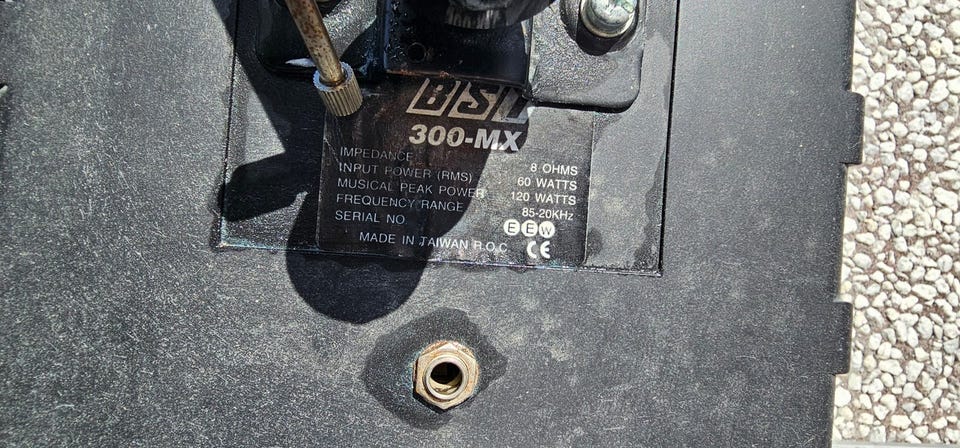 300-MX
IMPEDANCE 8 OHMS
INPUT POWER (RMS) 60 WATTS
MUSICAL PEAK POWER 120 WATTS
FREQUENCY RANGE 85-20KHz
SERIAL NO
E E W
MADE IN TAIWAN R.O.C. CE